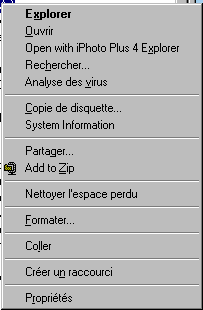 Explorer
Ouvrir
Open with iPhoto Plus 4 Explorer
Rechercher...
Analyse des virus
Copie de disquette...
System Information
Partager...
Add to Zip
Nettoyer l'espace perdu
Formater...
Coller
Créer un raccourci
Propriétés